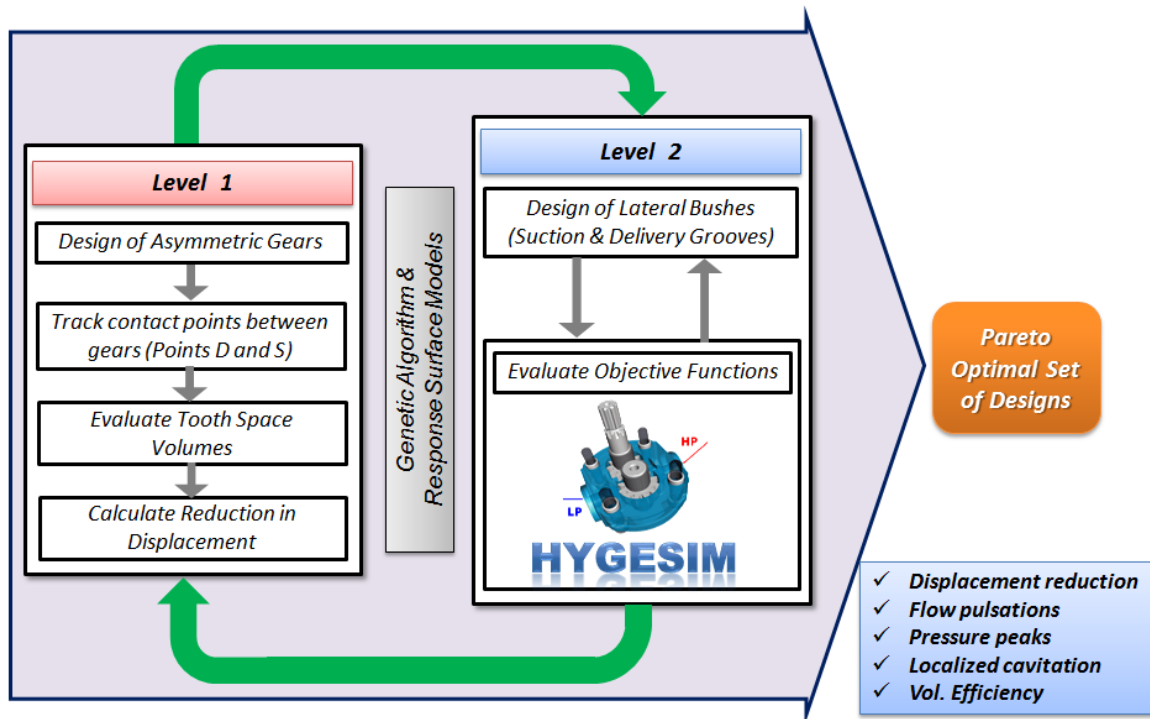 Level 1
Design of Asymmetric Gears
Track contact points between
gears (Points D and S)
Evaluate Tooth Space
Volumes
Calculate Reduction in
Displacement
Genetic Algorithm &
Response Surface Models
Level 2
Design of Lateral Bushes
(Suction & Delivery Grooves)
Evaluate Objective Functions
HP
LP
HYGESIM
Pareto
Optimal Set
of Designs
✓ Displacement reduction
✓ Flow pulsations
✓ Pressure peaks
✓ Localized cavitation
✓ Vol. Efficiency